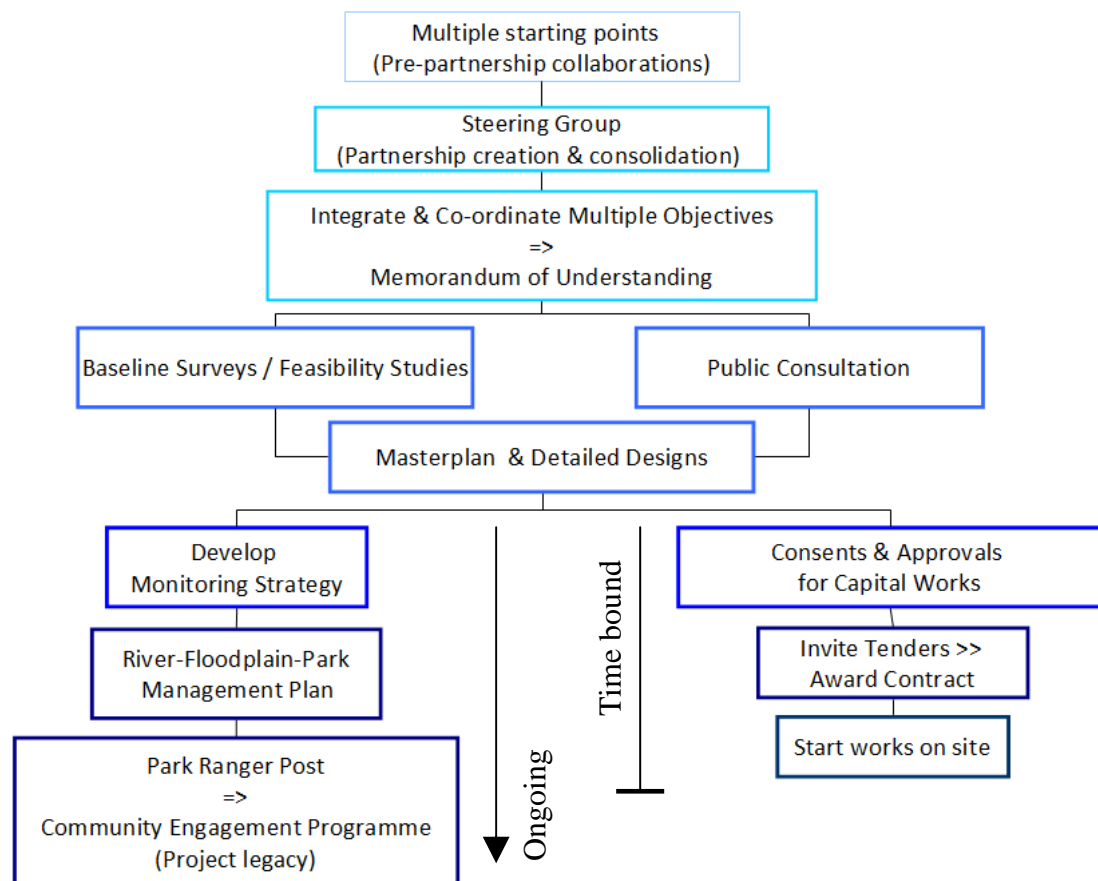 Multiple starting points
(Pre-partnership collaborations)
Steering Group
(Partnership creation & consolidation)
Integrate & Co-ordinate Multiple Objectives
=>
Memorandum of Understanding
Baseline Surveys / Feasibility Studies
Public Consultation
Masterplan & Detailed Designs
Develop
Monitoring Strategy
River-Floodplain-Park
Management Plan
Park Ranger Post
=>
Community Engagement Programme
(Project legacy)
Ongoing
Time bound
Consents & Approvals
for Capital Works
Invite Tenders >>
Award Contract
Start works on site